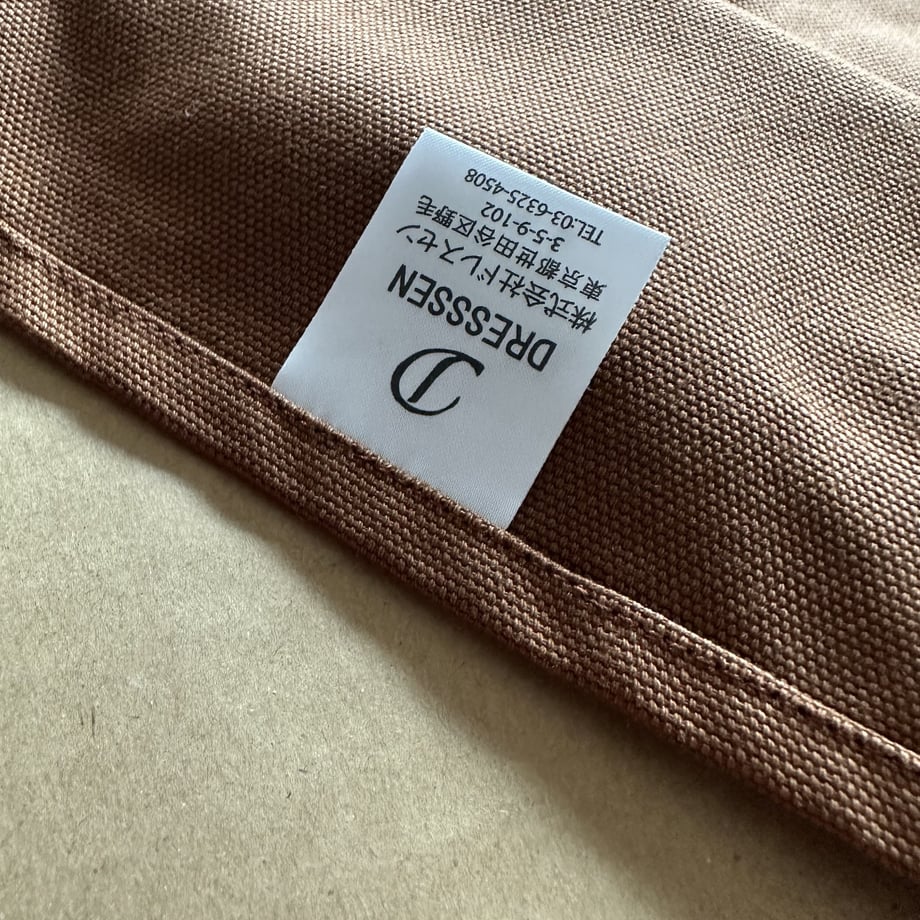 D
DRESSSEN
株式会社ドレスセン
東京都世田谷区野毛
3-5-9-102
TEL:03-6325-4508